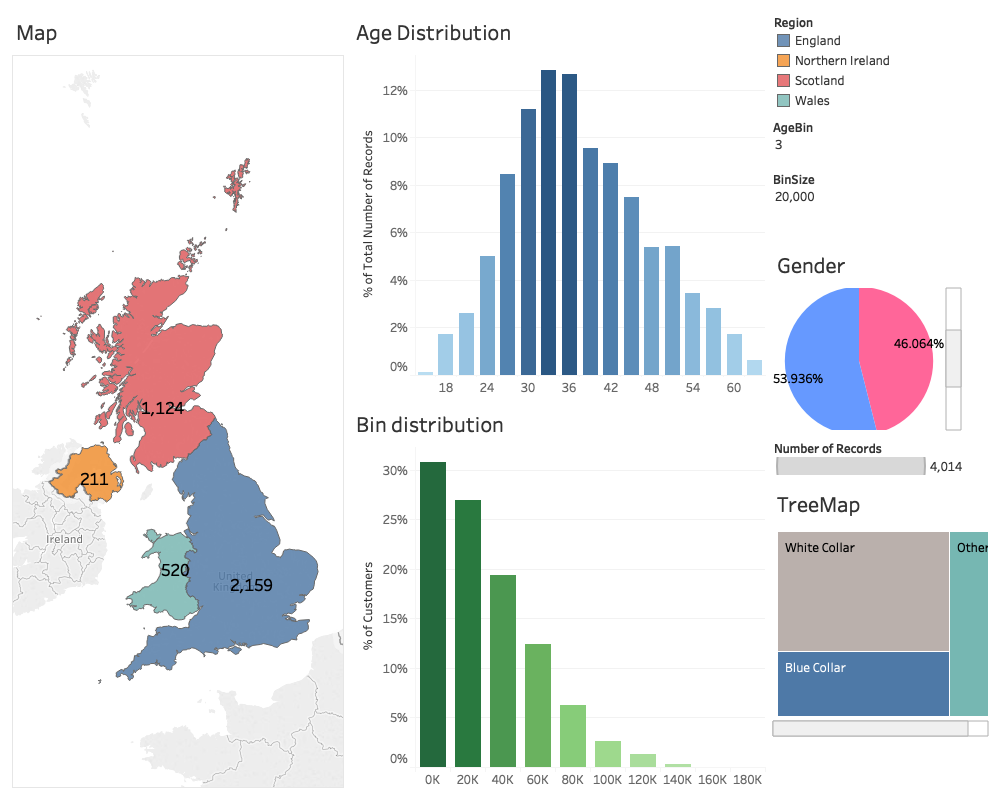 Map
1,124
211
Ireland
520
United
2,159
Age Distribution
% of Total Number of Records
12%
10%
8%
6%
4%
2%
0%
18 24 30 36 42 48 54 60
Bin distribution
% of Customers
30%
25%
20%
15%
10%
5%
0%
0K 20K 40K 60K 80K 100K 120K 140K 160K 180K
Region
England
Northern Ireland
Scotland
Wales
AgeBin
3
BinSize
20,000
Gender
46.064%
53.936%
Number of Records
4,014
TreeMap
White Collar
Other
Blue Collar